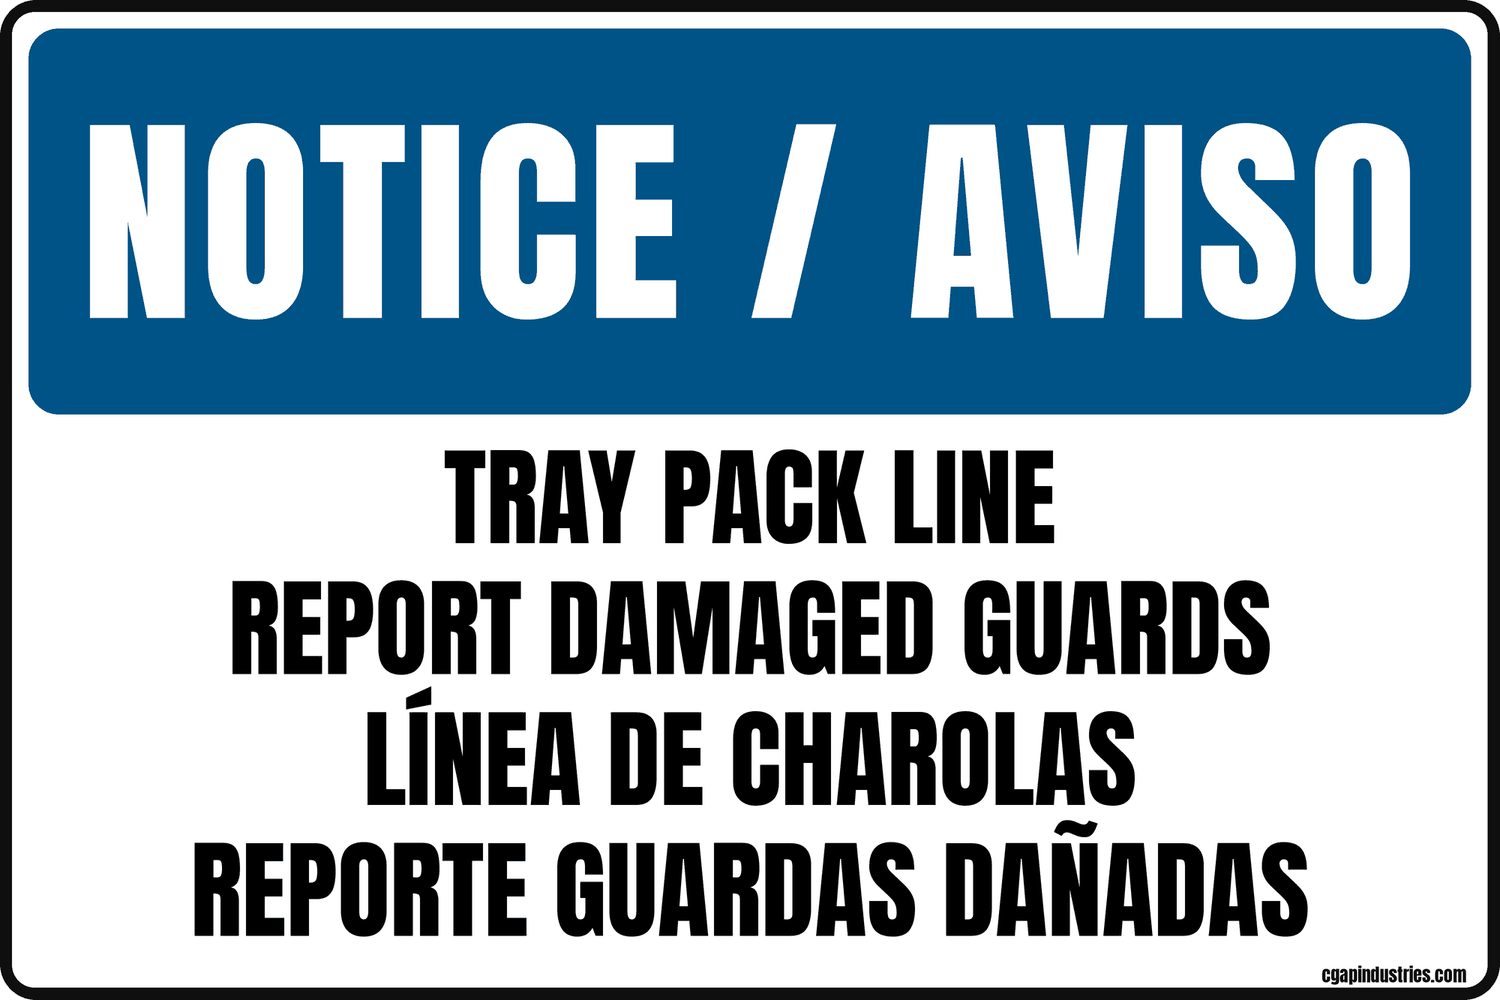 NOTICE / AVISO
TRAY PACK LINE
REPORT DAMAGED GUARDS
LÍNEA DE CHAROLAS
REPORTE GUARDAS DAÑADAS
cgapindustries.com